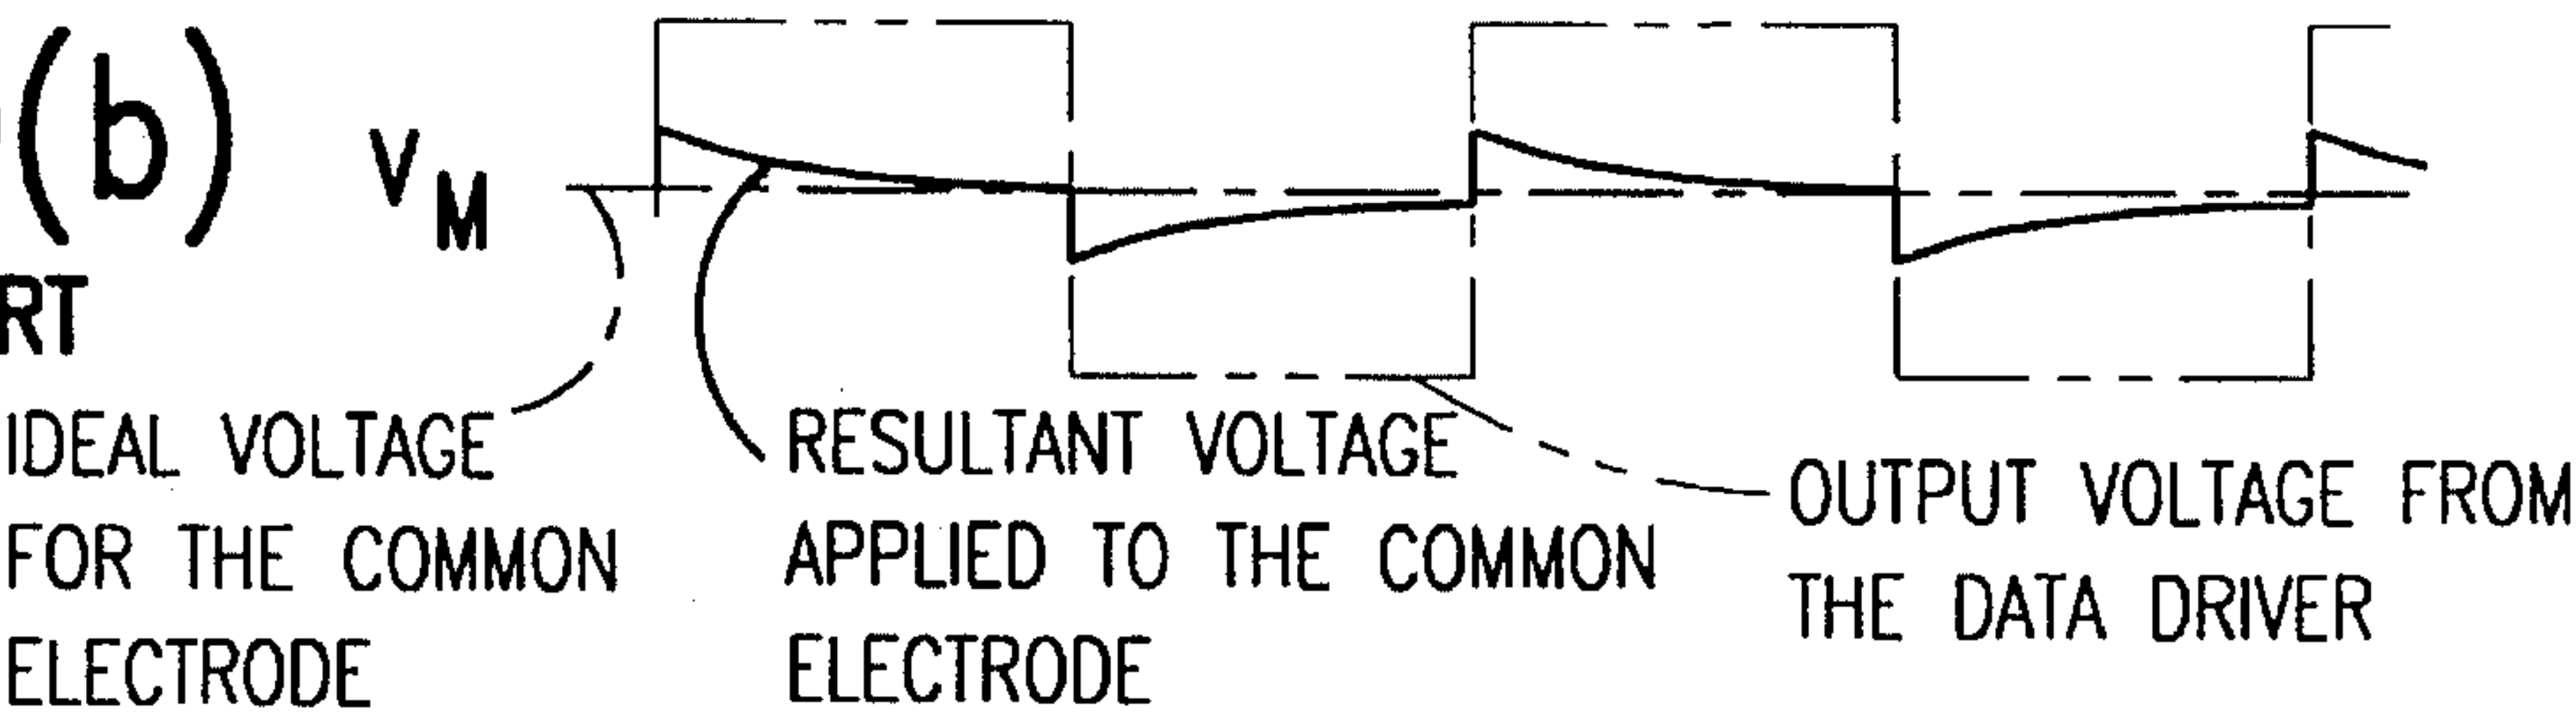 (b)
V M
RT
IDEAL VOLTAGE
FOR THE COMMON
ELECTRODE
RESULTANT VOLTAGE
APPLIED TO THE COMMON
ELECTRODE
OUTPUT VOLTAGE FROM
THE DATA DRIVER